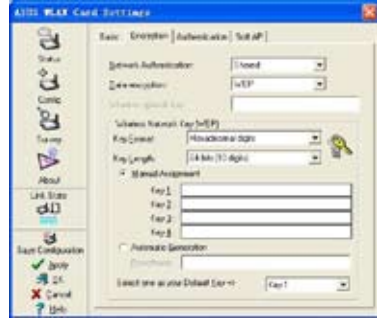 ASUS WLAN Card Settings
Status
Config
Survey
About
Link State
Save Configuration
Apply
OK
Cancel
Help
Basic Encryption Authentication Soft AP
Network Authentication: Shared
Data encryption: WEP
Wireless Network Key (WEP)
Key Format: Hexadecimal digits
Key Length: 64 bits (10 digits)
Manual Assignment
Key 1
Key 2
Key 3
Key 4
Automatic Generation
Passphrase:
Select one as your Default Key => Key 1